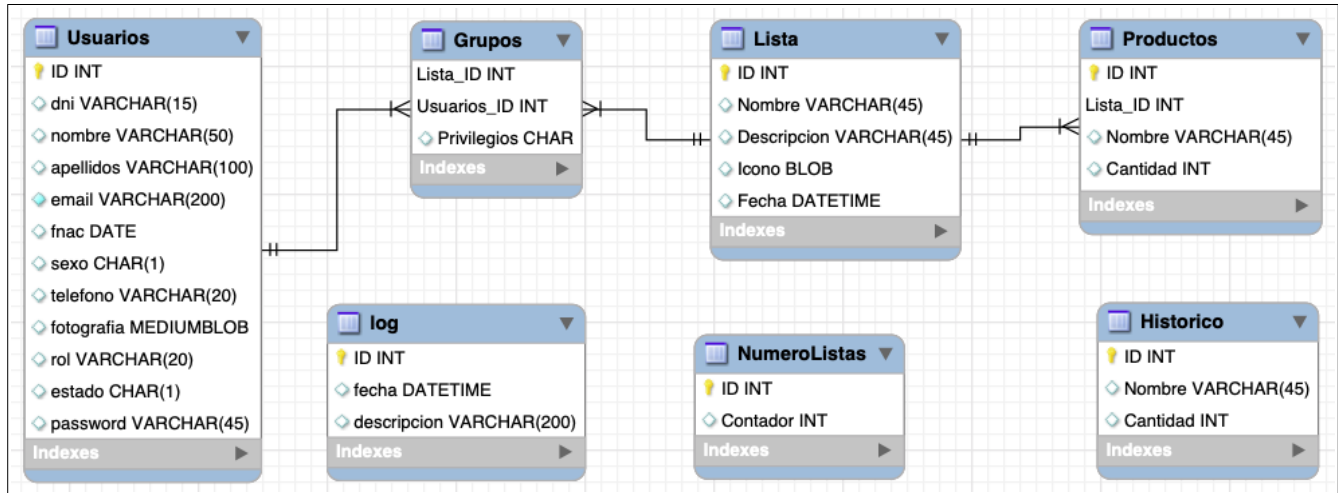 Usuarios
ID INT
dni VARCHAR(15)
nombre VARCHAR(50)
apellidos VARCHAR(100)
email VARCHAR(200)
fnac DATE
sexo CHAR(1)
telefono VARCHAR(20)
fotografia MEDIUMBLOB
rol VARCHAR(20)
estado CHAR(1)
password VARCHAR(45)
Indexes
Grupos
Lista_ID INT
Usuarios_ID INT
Privilegios CHAR
Indexes
Lista
ID INT
Nombre VARCHAR(45)
Descripcion VARCHAR(45)
Icono BLOB
Fecha DATETIME
Indexes
Productos
ID INT
Lista_ID INT
Nombre VARCHAR(45)
Cantidad INT
Indexes
log
ID INT
fecha DATETIME
descripcion VARCHAR(200)
Indexes
NumeroListas
ID INT
Contador INT
Indexes
Historico
ID INT
Nombre VARCHAR(45)
Cantidad INT
Indexes